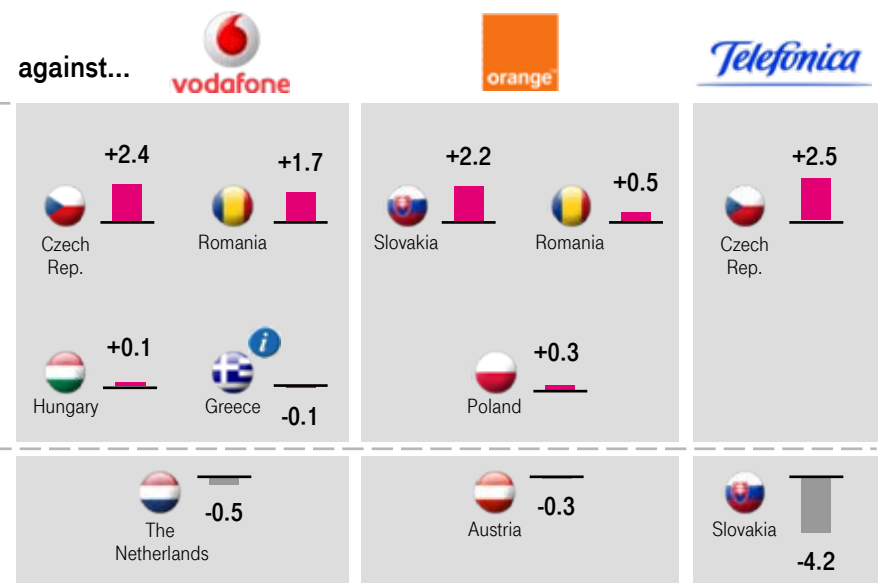 against...
vodafone
orange™
Telefónica
+2.4
Czech
Rep.
+1.7
Romania
+2.2
Slovakia
+0.5
Romania
+2.5
Czech
Rep.
+0.1
Hungary
i
Greece
-0.1
+0.3
Poland
-0.5
The
Netherlands
-0.3
Austria
Slovakia
-4.2